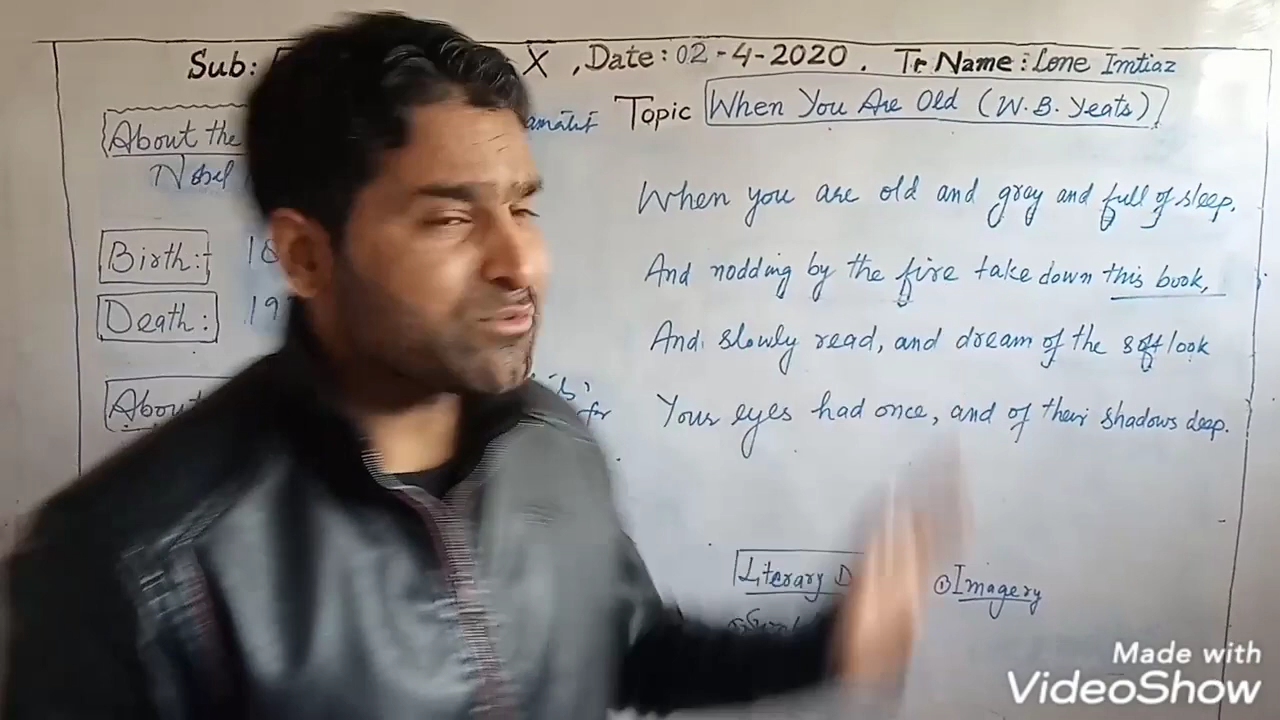 Sub: X , Date: 02-4-2020 . Tr Name: Lone Imtiaz
About the Topic When You Are Old (W. B. Yeats)
Nobel
When you are old and gray and full of sleep,
Birth:-
And nodding by the fire take down this book,
Death:
And slowly read, and dream of the soft look
About for
Your eyes had once, and of their shadows deep.
Literary ① Imagery
Made with
VideoShow